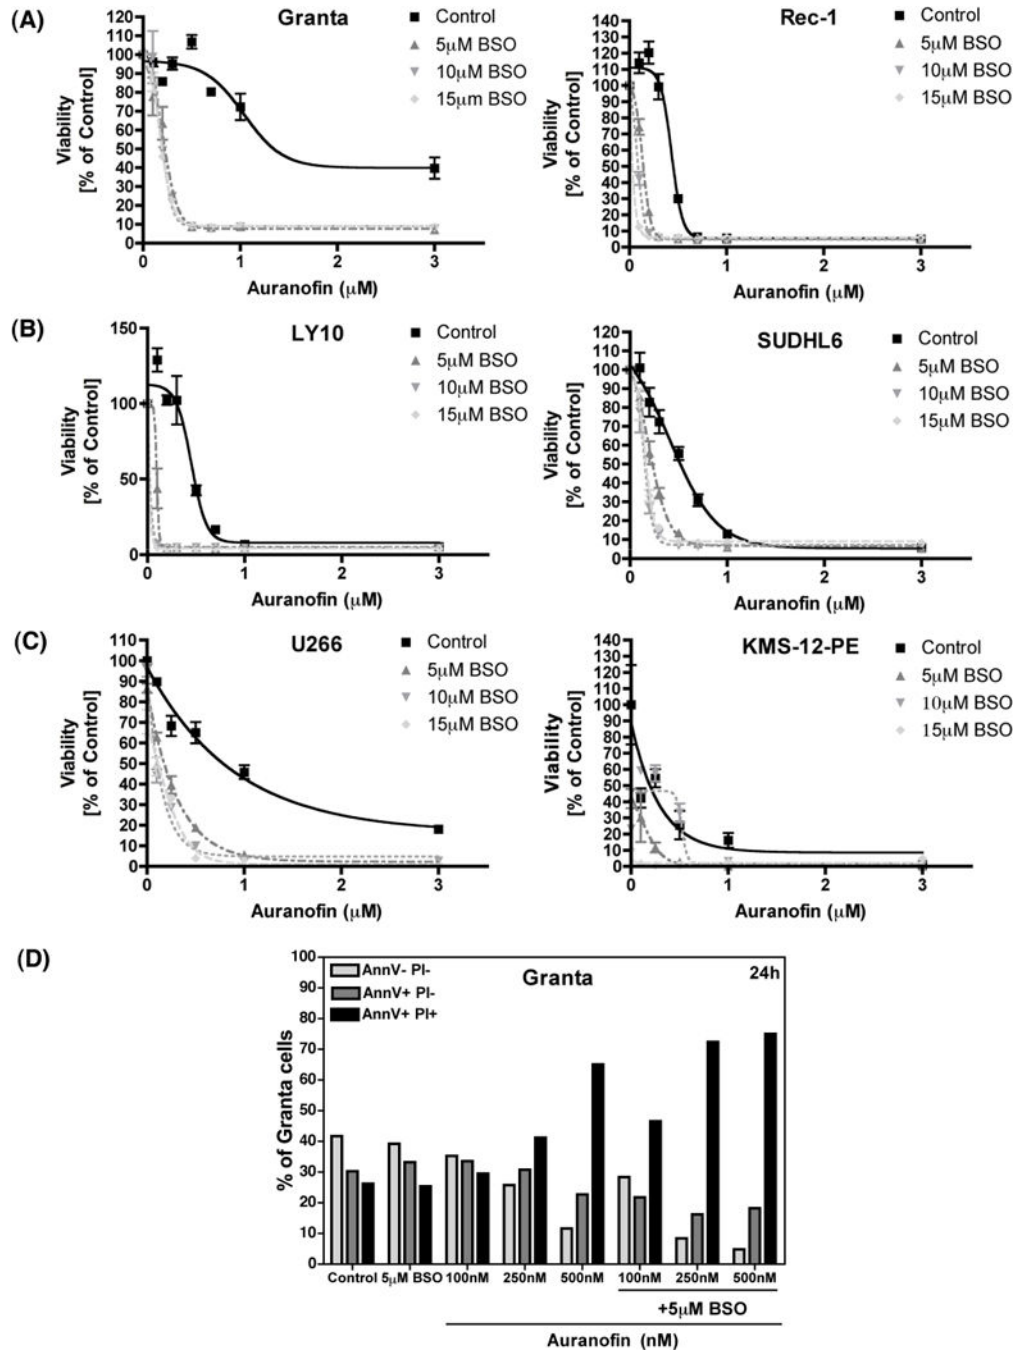 (A)
Granta
Control
5μM BSO
10μM BSO
15μm BSO
Viability
[% of Control]
120
110
100
90
80
70
60
50
40
30
20
10
0
0 1 2 3
Auranofin (μM)
Rec-1
Control
5μM BSO
10μM BSO
15μM BSO
Viability
[% of Control]
140
130
120
110
100
90
80
70
60
50
40
30
20
10
0
0 1 2 3
Auranofin (μM)
(B)
LY10
Control
5μM BSO
10μM BSO
15μM BSO
Viability
[% of Control]
150
100
50
0
0 1 2 3
Auranofin (μM)
SUDHL6
Control
5μM BSO
10μM BSO
15μM BSO
Viability
[% of Control]
120
110
100
90
80
70
60
50
40
30
20
10
0
0 1 2 3
Auranofin (μM)
(C)
U266
Control
5μM BSO
10μM BSO
15μM BSO
Viability
[% of Control]
110
100
90
80
70
60
50
40
30
20
10
0
0 1 2 3
Auranofin (μM)
KMS-12-PE
Control
5μM BSO
10μM BSO
15μM BSO
Viability
[% of Control]
140
130
120
110
100
90
80
70
60
50
40
30
20
10
0
0 1 2 3
Auranofin (μM)
(D)
Granta
24h
AnnV- PI-
AnnV+ PI-
AnnV+ PI+
% of Granta cells
100
90
80
70
60
50
40
30
20
10
0
Control 5μM BSO 100nM 250nM 500nM 100nM 250nM 500nM
+5μM BSO
Auranofin (nM)